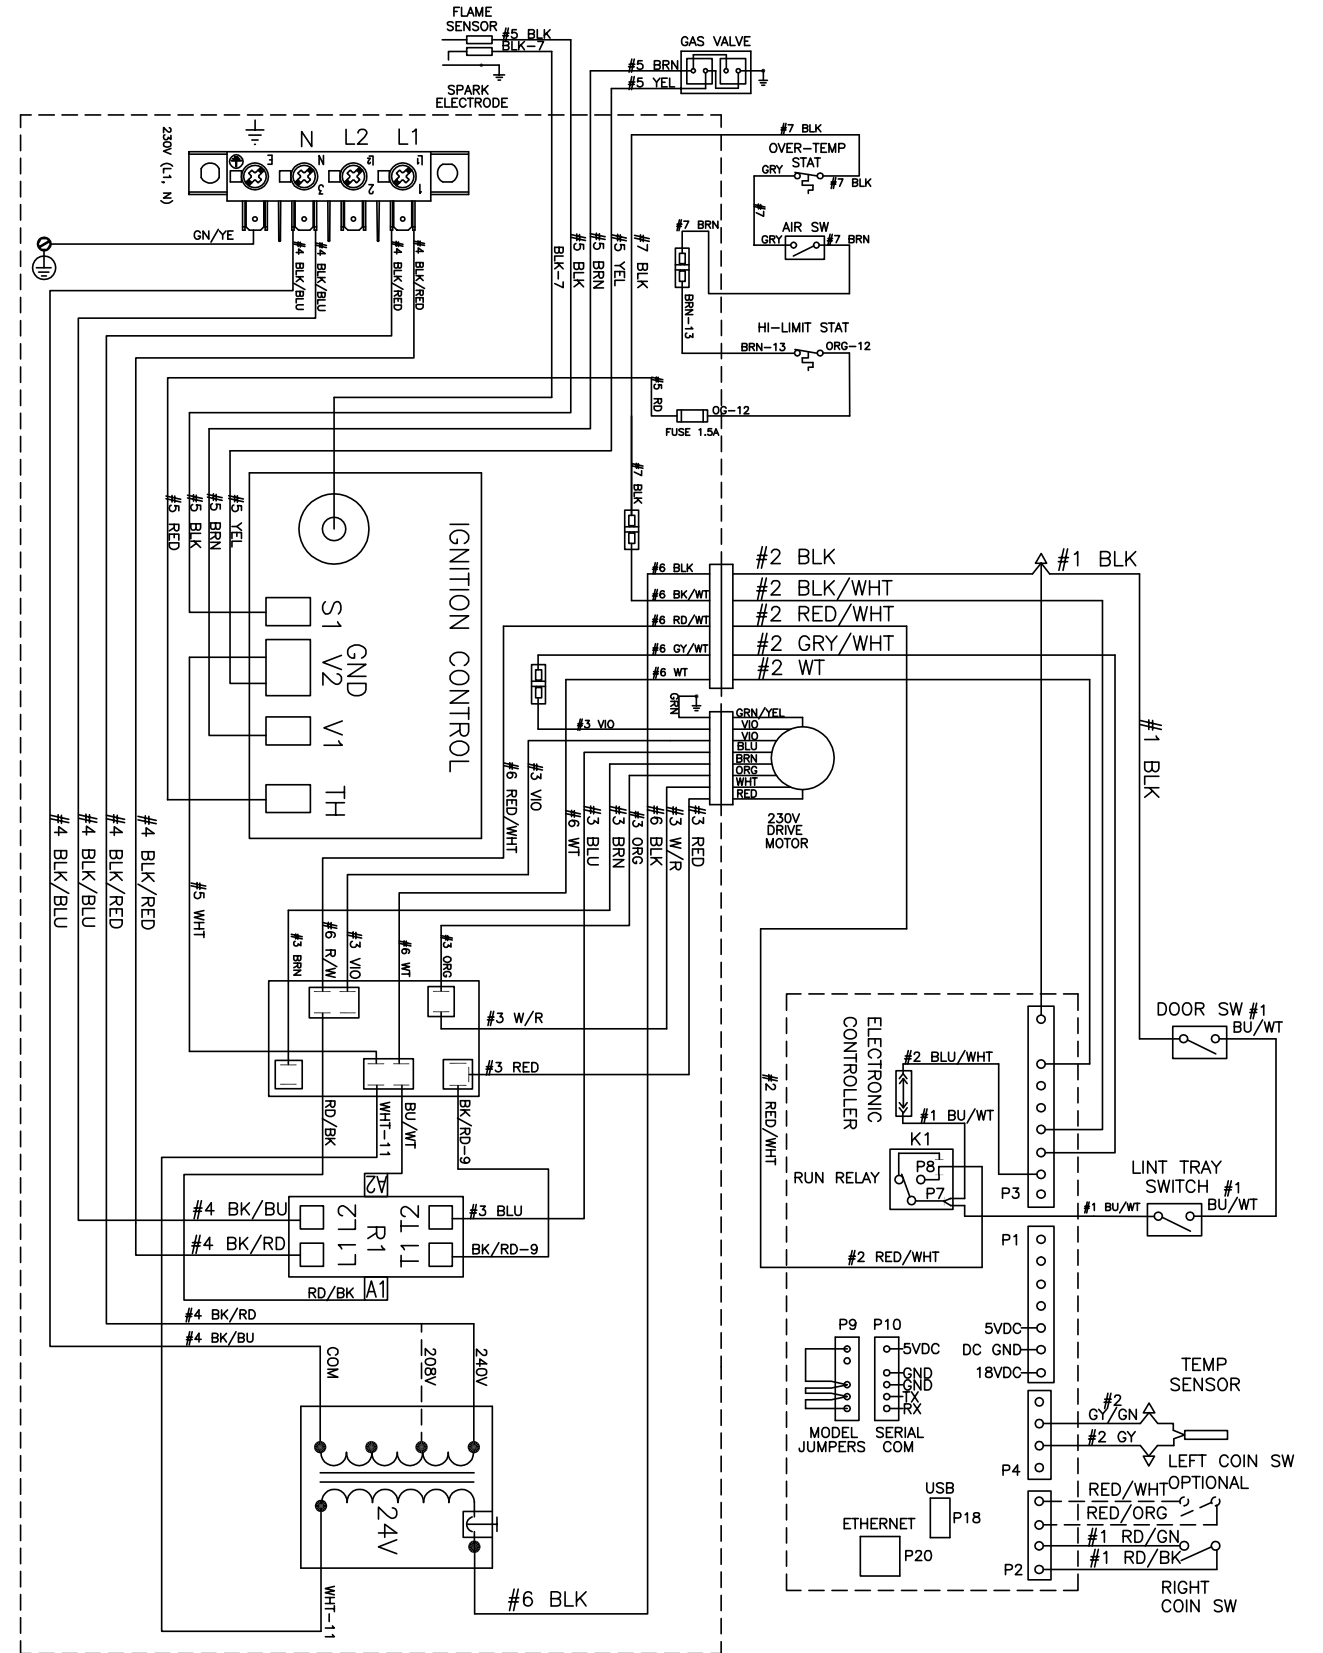 FLAME
SENSOR
#5 BLK
BLK-7
SPARK
ELECTRODE
GAS VALVE
#5 BRN
#5 YEL
230V (L1, N)
N
L2
L1
E
N
L2
L1
3
2
1
GN/YE
#4 BLK/BLU
#4 BLK/BLU
#4 BLK/RED
#4 BLK/RED
BLK-7
#5 BLK
#5 BRN
#5 YEL
#7 BLK
#7 BLK
OVER-TEMP
STAT
GRY
#7 BLK
#7
AIR SW
GRY
#7 BRN
#7 BRN
BRN-13
HI-LIMIT STAT
BRN-13
ORG-12
#5 RD
OG-12
FUSE 1.5A
#7 BLK
#5 RED
#5 BLK
#5 BRN
#5 YEL
IGNITION CONTROL
S1
GND
V2
V1
TH
#6 BLK
#6 BK/WT
#6 RD/WT
#6 GY/WT
#6 WT
#2 BLK
#1 BLK
#2 BLK/WHT
#2 RED/WHT
#2 GRY/WHT
#2 WT
GRN
#3 VIO
GRN/YEL
VIO
VIO
BLU
BRN
ORG
WHT
RED
230V
DRIVE
MOTOR
#1 BLK
#4 BLK/BLU
#4 BLK/BLU
#4 BLK/RED
#4 BLK/RED
#5 WHT
#6 RED/WHT
#3 VIO
#6 WT
#3 BLU
#3 BRN
#3 ORG
#6 BLK
#3 W/R
#3 RED
#3 BRN
#6 R/W
#3 VIO
#6 WT
#3 ORG
#3 W/R
#3 RED
RD/BK
WHT-11
BU/WT
BK/RD-9
A2
#4 BK/BU
L2
T2
#3 BLU
R1
#4 BK/RD
L1
T1
BK/RD-9
RD/BK
A1
#4 BK/RD
#4 BK/BU
COM
208V
240V
24V
WHT-11
#6 BLK
ELECTRONIC
CONTROLLER
#2 BLU/WHT
#1 BU/WT
#2 RED/WHT
K1
RUN RELAY
P8
P7
P3
DOOR SW
#1
BU/WT
LINT TRAY
SWITCH
#1
BU/WT
#1 BU/WT
#2 RED/WHT
P1
5VDC
DC GND
18VDC
P9
P10
5VDC
GND
GND
TX
RX
MODEL
JUMPERS
SERIAL
COM
TEMP
SENSOR
#2
GY/GN
#2 GY
P4
LEFT COIN SW
OPTIONAL
RED/WHT
RED/ORG
#1 RD/GN
#1 RD/BK
P2
RIGHT
COIN SW
USB
P18
ETHERNET
P20